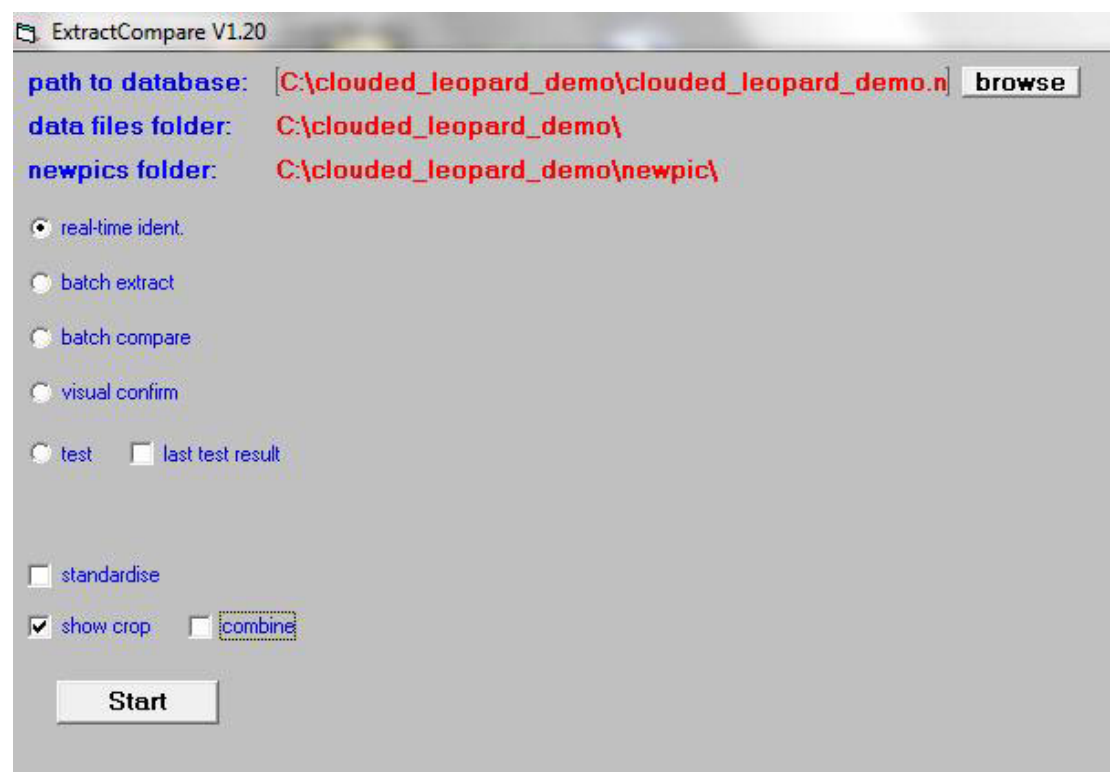 ExtractCompare V1.20
path to database: C:\clouded_leopard_demo\clouded_leopard_demo.n browse
data files folder: C:\clouded_leopard_demo\
newpics folder: C:\clouded_leopard_demo\newpic\
real-time ident.
batch extract
batch compare
visual confirm
test last test result
standardise
show crop combine
Start